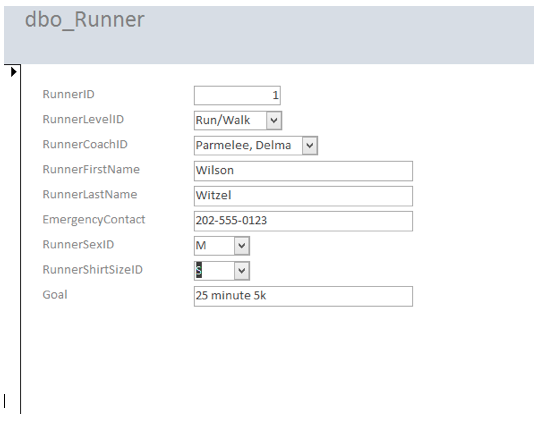 dbo_Runner
RunnerID 1
RunnerLevelID Run/Walk
RunnerCoachID Parmelee, Delma
RunnerFirstName Wilson
RunnerLastName Witzel
EmergencyContact 202-555-0123
RunnerSexID M
RunnerShirtSizeID S
Goal 25 minute 5k